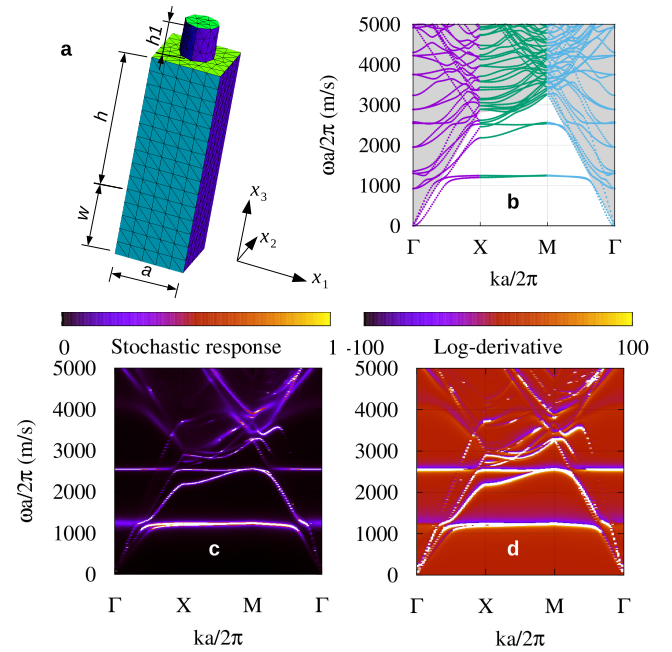 a
h1
h
w
a
x3
x2
x1
ωa/2π (m/s)
5000
4000
3000
2000
1000
0
b
Γ X M Γ
ka/2π
0 Stochastic response 1
-100 Log-derivative 100
ωa/2π (m/s)
5000
4000
3000
2000
1000
0
c
Γ X M Γ
ka/2π
5000
4000
3000
2000
1000
0
d
Γ X M Γ
ka/2π